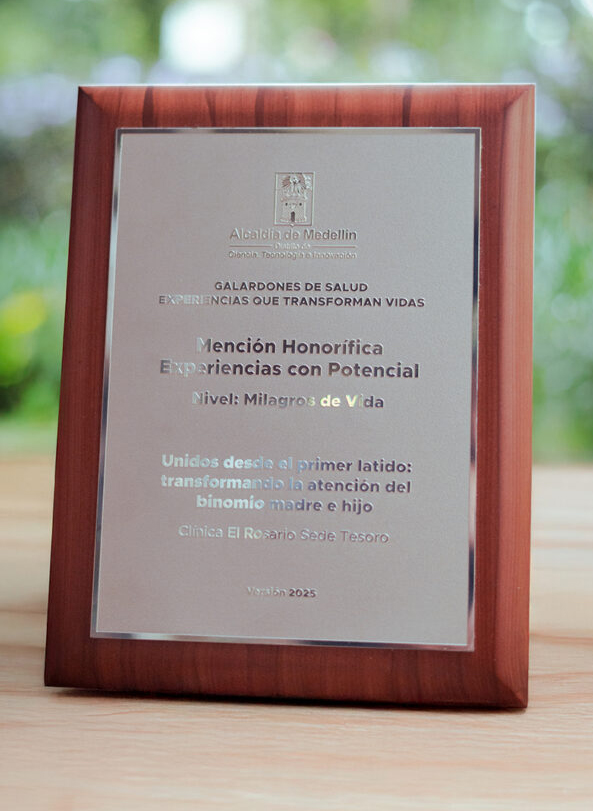 Alcaldía de Medellín
Distrito de
Ciencia, Tecnología e Innovación
GALARDONES DE SALUD
EXPERIENCIAS QUE TRANSFORMAN VIDAS
Mención Honorífica
Experiencias con Potencial
Nivel: Milagros de Vida
Unidos desde el primer latido:
transformando la atención del
binomio madre e hijo
Clínica El Rosario Sede Tesoro
Versión 2025